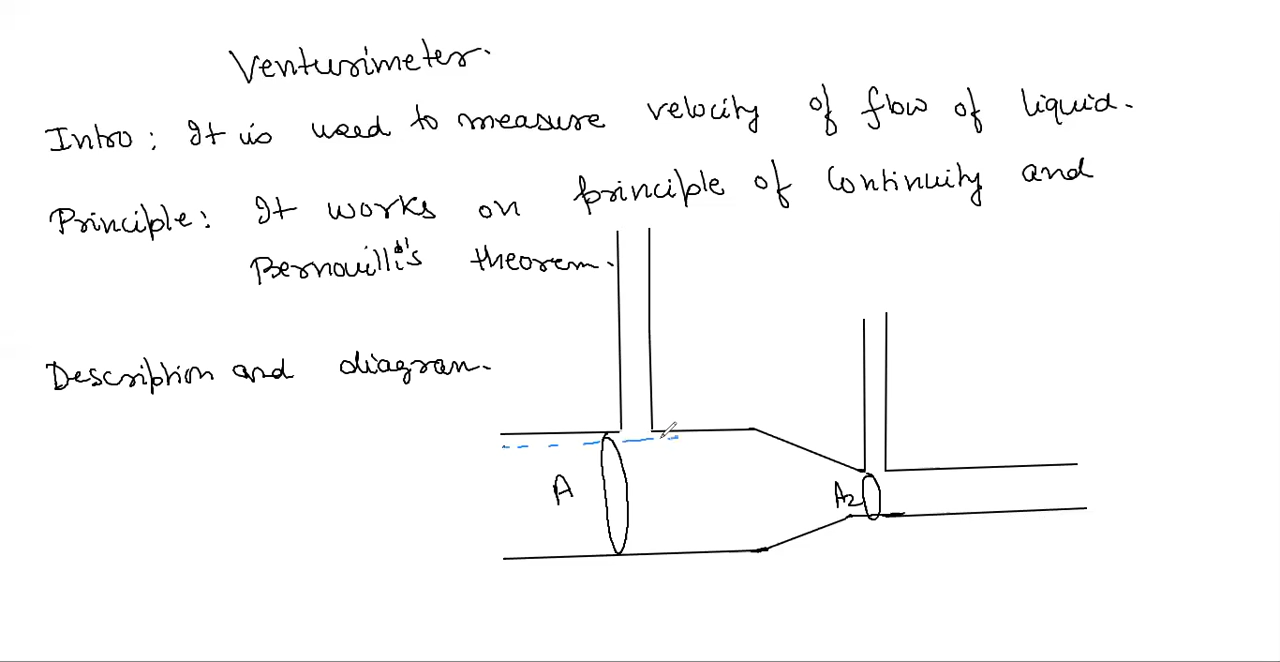 Venturimeter.
Intro : It is used to measure velocity of flow of liquid.
Principle : It works on principle of Continuity and
Bernouilli's theorem.
Description and diagram.
A
A2